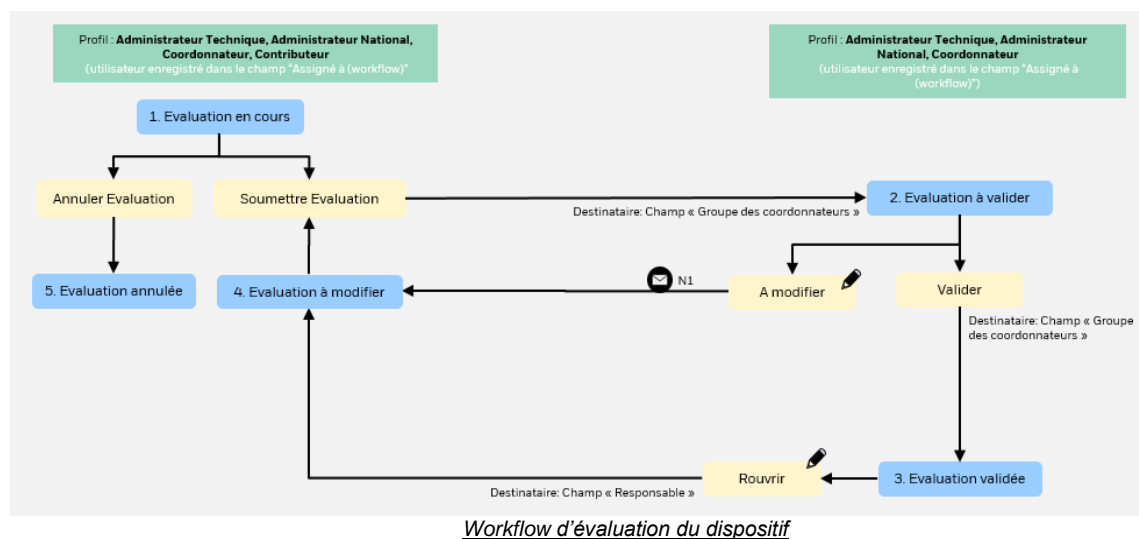 Profil : Administrateur Technique, Administrateur National,
Coordonnateur, Contributeur
(utilisateur enregistré dans le champ "Assigné à (workflow)"
Profil : Administrateur Technique, Administrateur
National, Coordonnateur
(utilisateur enregistré dans le champ "Assigné à
(workflow)")
1. Evaluation en cours
Annuler Evaluation
Soumettre Evaluation
2. Evaluation à valider
Destinataire: Champ « Groupe des coordonnateurs »
5. Evaluation annulée
4. Evaluation à modifier
N1
A modifier
Valider
Destinataire: Champ « Groupe
des coordonnateurs »
Rouvrir
3. Evaluation validée
Destinataire: Champ « Responsable »
Workflow d’évaluation du dispositif